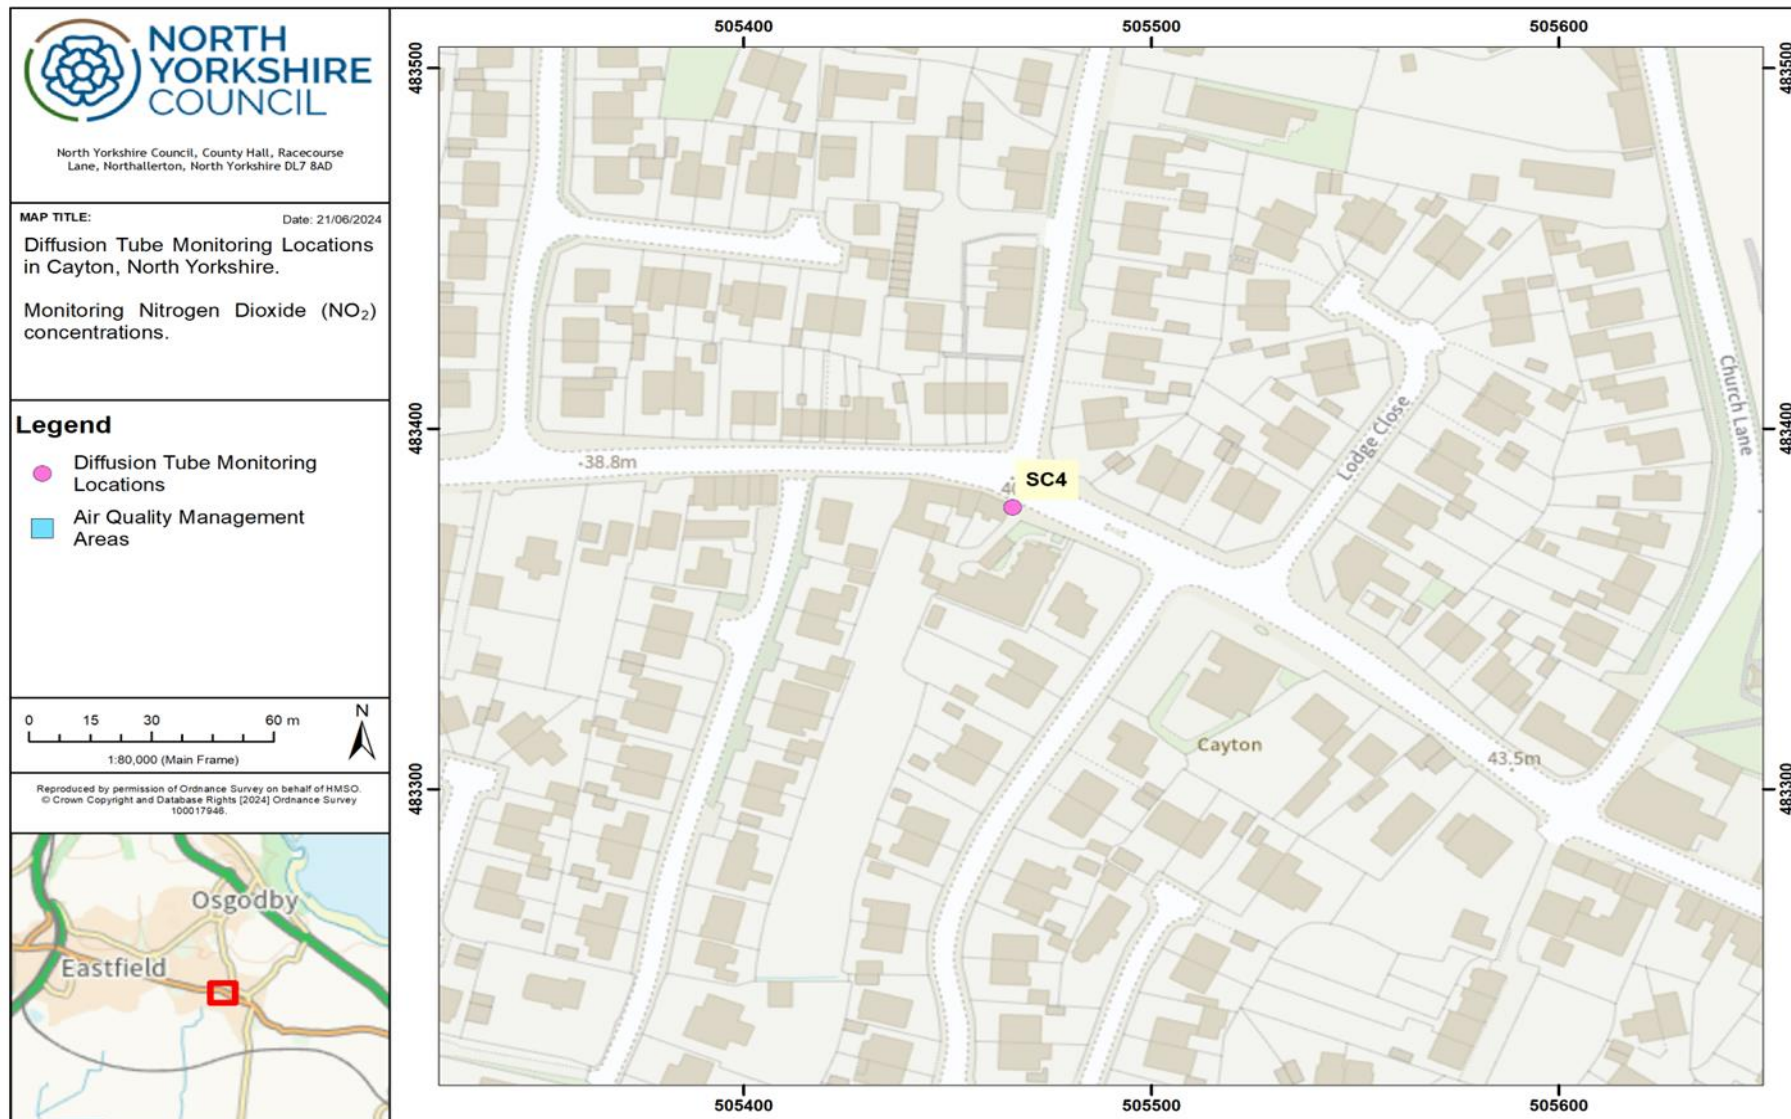 NORTH
YORKSHIRE
COUNCIL
North Yorkshire Council, County Hall, Racecourse
Lane, Northallerton, North Yorkshire DL7 8AD
MAP TITLE:
Date: 21/06/2024
Diffusion Tube Monitoring Locations
in Cayton, North Yorkshire.
Monitoring Nitrogen Dioxide (NO₂)
concentrations.
Legend
Diffusion Tube Monitoring
Locations
Air Quality Management
Areas
0 15 30 60 m
N
1:80,000 (Main Frame)
Reproduced by permission of Ordnance Survey on behalf of HMSO.
© Crown Copyright and Database Rights [2024] Ordnance Survey
100017946.
Osgodby
Eastfield
505400 505500 505600
483500 483500
483400 483400
483300 483300
505400 505500 505600
Church Lane
Lodge Close
38.8m
SC4
Cayton
43.5m